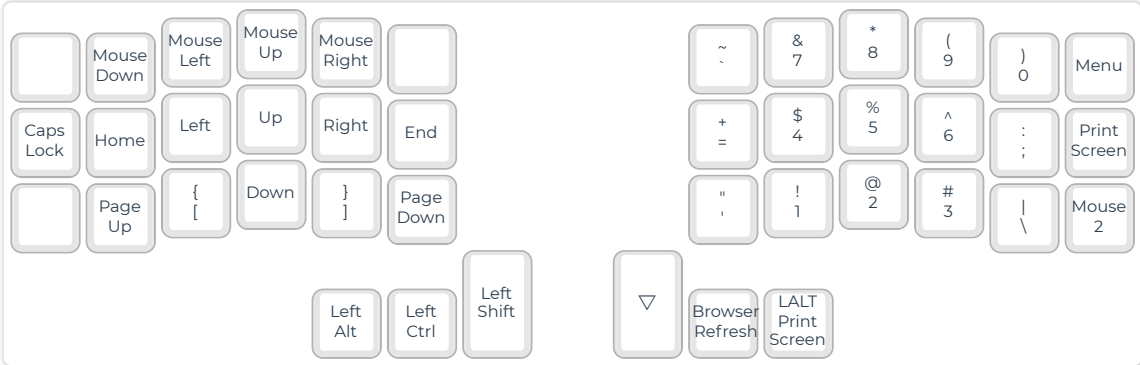 Mouse
Down
Mouse
Left
Mouse
Up
Mouse
Right
~
`
&
7
*
8
(
9
)
0
Menu
Caps
Lock
Home
Left
Up
Right
End
+
=
$
4
%
5
^
6
:
;
Print
Screen
Page
Up
{
[
Down
}
]
Page
Down
"
'
!
1
@
2
#
3
|
\
Mouse
2
Left
Alt
Left
Ctrl
Left
Shift
▽
Browser
Refresh
LALT
Print
Screen